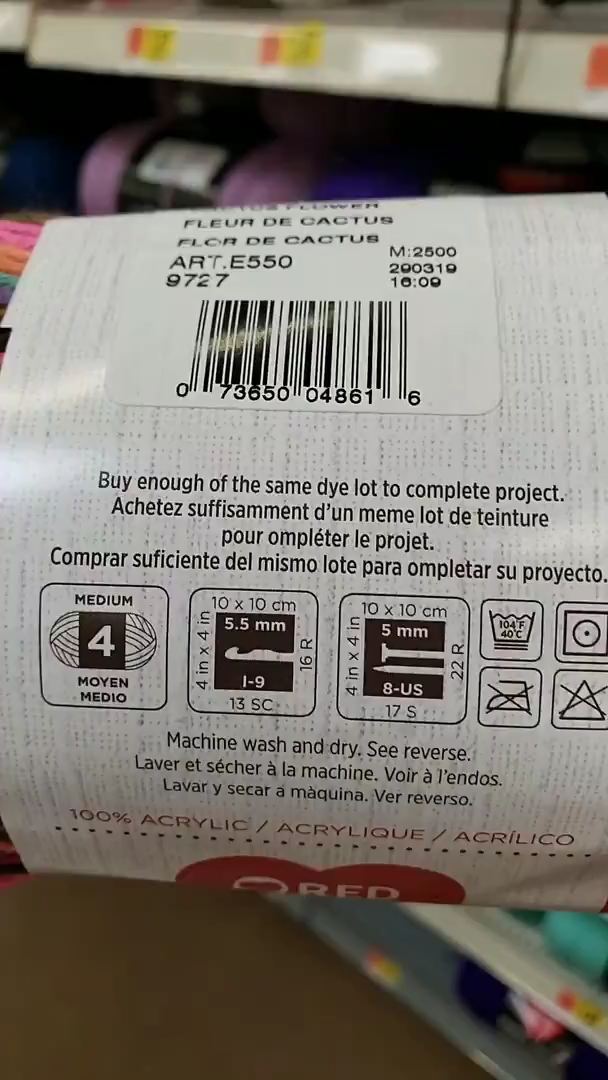 FLOWER
FLEUR DE CACTUS
FLOR DE CACTUS
ART.E550
9727
M:2500
290319
16:09
0 73650 04861 6
Buy enough of the same dye lot to complete project.
Achetez suffisamment d'un meme lot de teinture
pour ompléter le projet.
Comprar suficiente del mismo lote para ompletar su proyecto.
MEDIUM
4
MOYEN
MEDIO
10 x 10 cm
4 in x 4 in
5.5 mm
I-9
16 R
13 SC
10 x 10 cm
4 in x 4 in
5 mm
8-US
22 R
17 S
104°F
40°C
Machine wash and dry. See reverse.
Laver et sécher à la machine. Voir à l'endos.
Lavar y secar a màquina. Ver reverso.
100% ACRYLIC / ACRYLIQUE / ACRÍLICO
RED